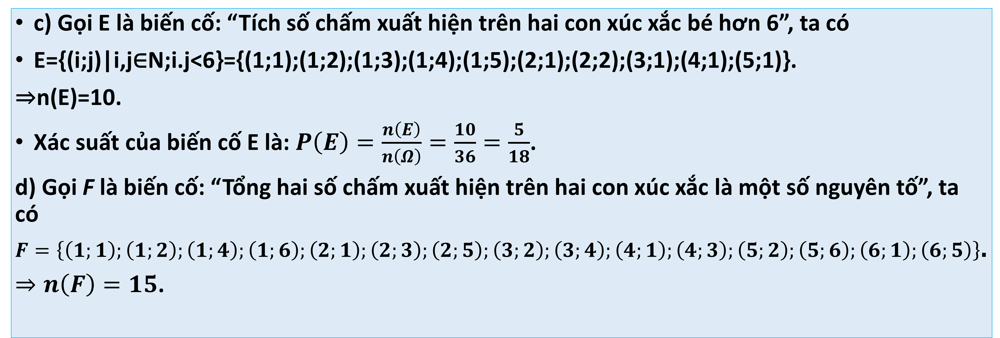 • c) Gọi E là biến cố: “Tích số chấm xuất hiện trên hai con xúc xắc bé hơn 6”, ta có
• E={(i;j)|i,j∈N;i.j<6}={(1;1);(1;2);(1;3);(1;4);(1;5);(2;1);(2;2);(3;1);(4;1);(5;1)}.
⇒n(E)=10.
• Xác suất của biến cố E là: P(E) = n(E)/n(Ω) = 10/36 = 5/18.
d) Gọi F là biến cố: “Tổng hai số chấm xuất hiện trên hai con xúc xắc là một số nguyên tố”, ta
có
F = {(1; 1); (1; 2); (1; 4); (1; 6); (2; 1); (2; 3); (2; 5); (3; 2); (3; 4); (4; 1); (4; 3); (5; 2); (5; 6); (6; 1); (6; 5)}.
⇒ n(F) = 15.